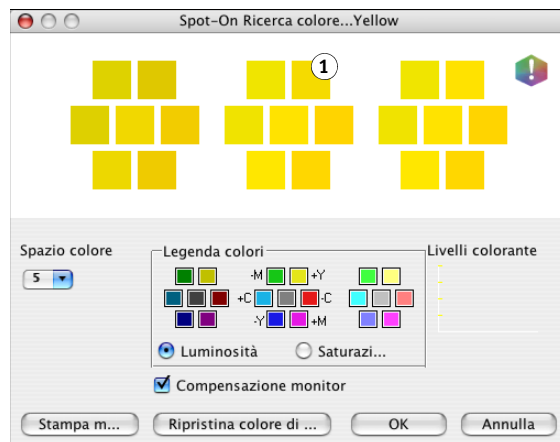 Spot-On Ricerca colore...Yellow
1
Spazio colore
5
Legenda colori
-M +Y
+C -C
-Y +M
Luminosità
Saturazi...
Livelli colorante
Compensazione monitor
Stampa m...
Ripristina colore di ...
OK
Annulla